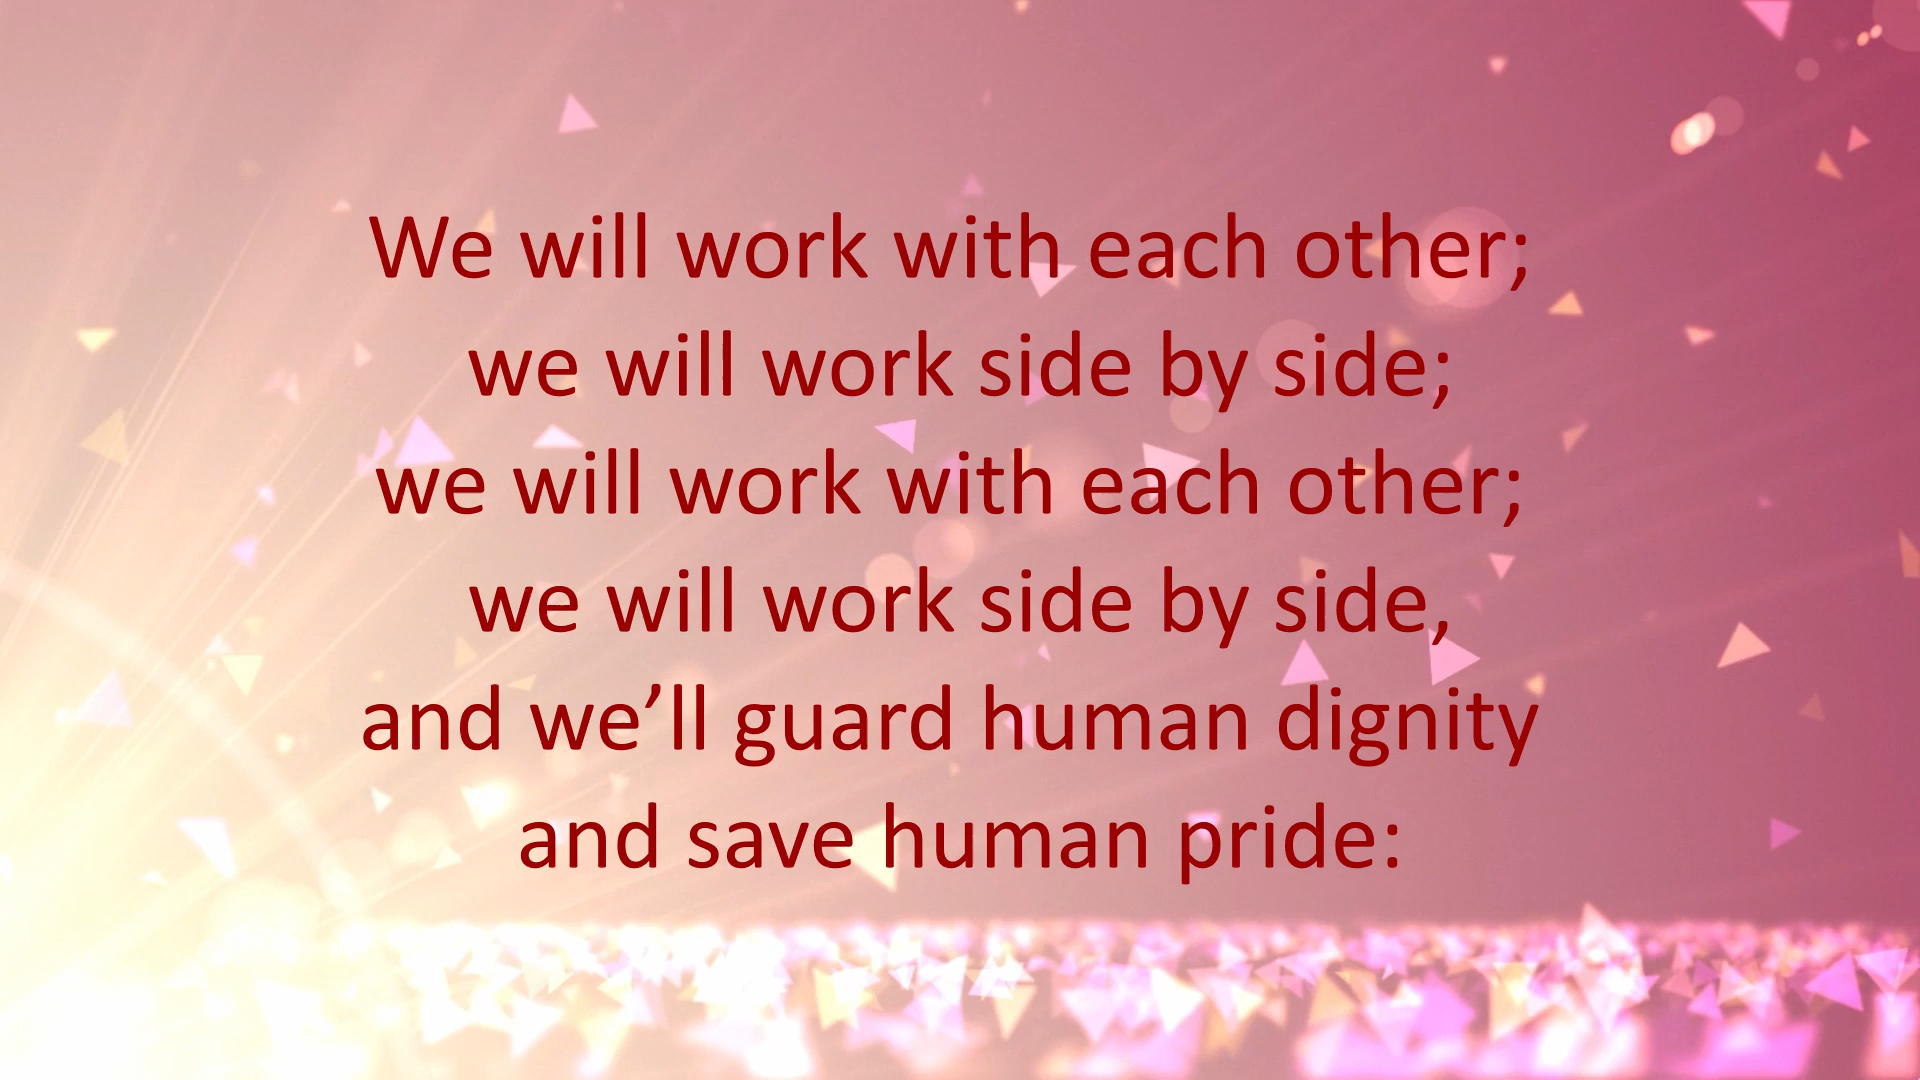 We will work with each other;
we will work side by side;
we will work with each other;
we will work side by side,
and we’ll guard human dignity
and save human pride: